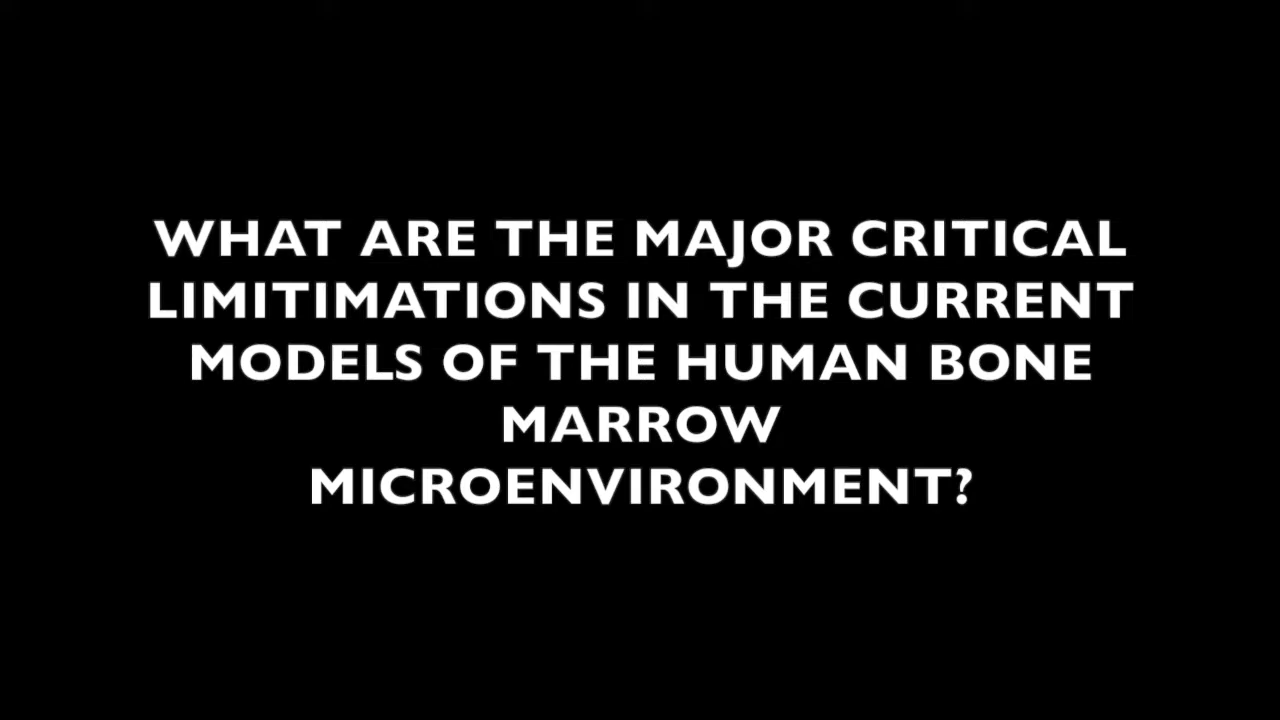 WHAT ARE THE MAJOR CRITICAL
LIMITIMATIONS IN THE CURRENT
MODELS OF THE HUMAN BONE
MARROW
MICROENVIRONMENT?